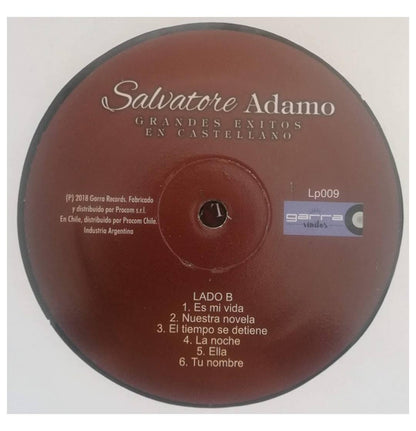 Salvatore Adamo
GRANDES EXITOS
EN CASTELLANO
(P) 2018 Garra Records. Fabricado
y distribuido por Procom s.r.l.
En Chile, distribuido por Procom Chile.
Industria Argentina
Lp009
garra
vinilos
LADO B
1. Es mi vida
2. Nuestra novela
3. El tiempo se detiene
4. La noche
5. Ella
6. Tu nombre